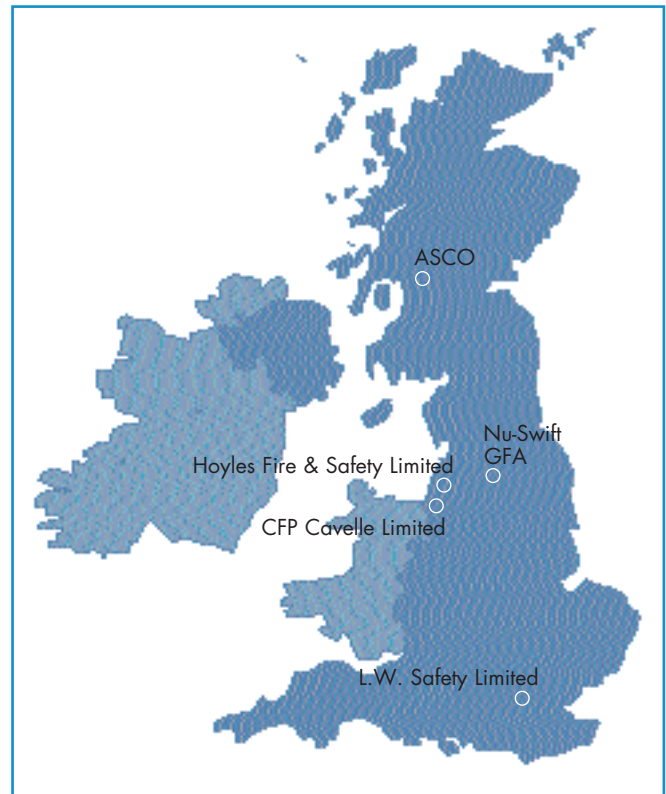 ASCO
Nu-Swift
GFA
Hoyles Fire & Safety Limited
CFP Cavelle Limited
L.W. Safety Limited